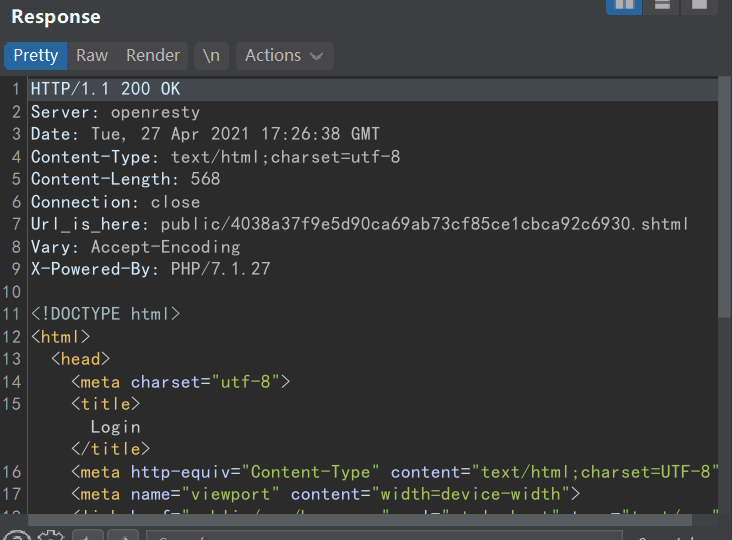 Response
Pretty Raw Render \n Actions
1 HTTP/1.1 200 OK
2 Server: openresty
3 Date: Tue, 27 Apr 2021 17:26:38 GMT
4 Content-Type: text/html;charset=utf-8
5 Content-Length: 568
6 Connection: close
7 Url_is_here: public/4038a37f9e5d90ca69ab73cf85ce1cbca92c6930.shtml
8 Vary: Accept-Encoding
9 X-Powered-By: PHP/7.1.27
10
11 <!DOCTYPE html>
12 <html>
13 <head>
14 <meta charset="utf-8">
15 <title>
Login
</title>
16 <meta http-equiv="Content-Type" content="text/html;charset=UTF-8"
17 <meta name="viewport" content="width=device-width">